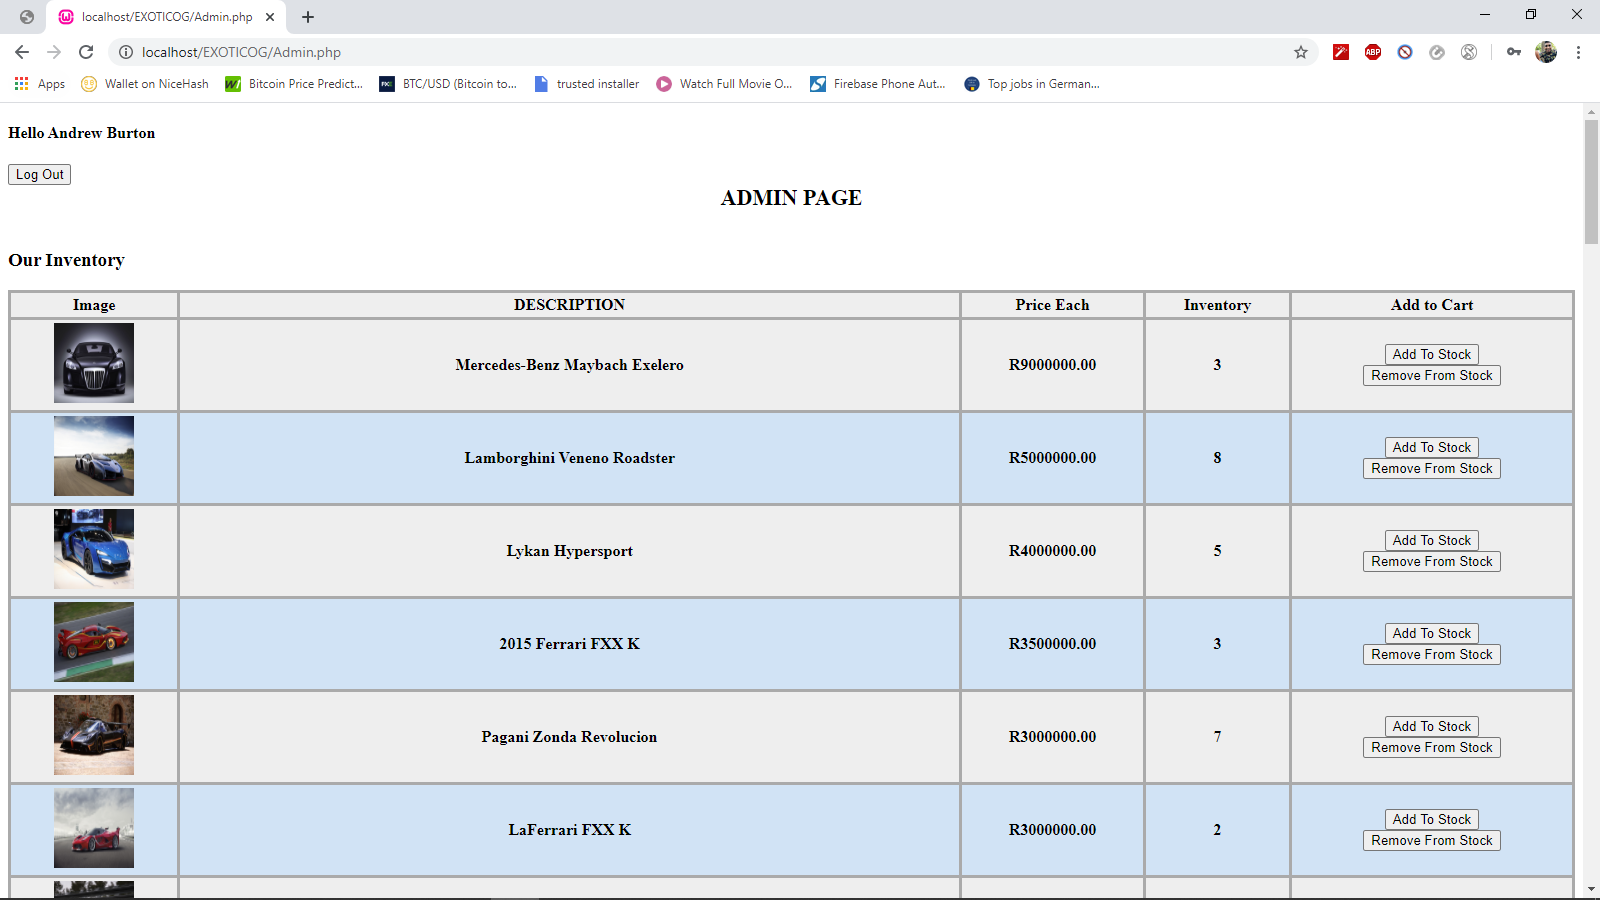 localhost/EXOTICOG/Admin.php
localhost/EXOTICOG/Admin.php
ABP
Apps Wallet on NiceHash Bitcoin Price Predict... BTC/USD (Bitcoin to... trusted installer Watch Full Movie O... Firebase Phone Aut... Top jobs in German...
Hello Andrew Burton
Log Out
ADMIN PAGE
Our Inventory
Image DESCRIPTION Price Each Inventory Add to Cart
Mercedes-Benz Maybach Exelero R9000000.00 3 Add To Stock
Remove From Stock
Lamborghini Veneno Roadster R5000000.00 8 Add To Stock
Remove From Stock
Lykan Hypersport R4000000.00 5 Add To Stock
Remove From Stock
2015 Ferrari FXX K R3500000.00 3 Add To Stock
Remove From Stock
Pagani Zonda Revolucion R3000000.00 7 Add To Stock
Remove From Stock
LaFerrari FXX K R3000000.00 2 Add To Stock
Remove From Stock